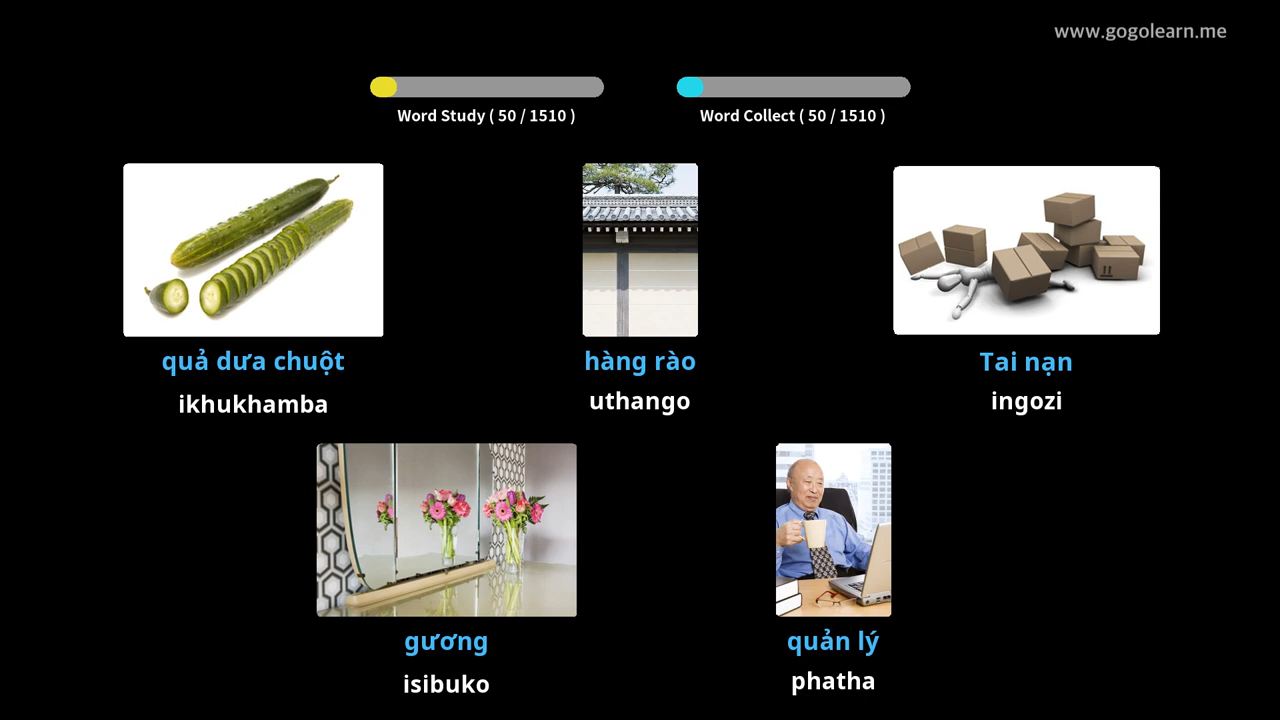 www.gogolearn.me
Word Study ( 50 / 1510 )
Word Collect ( 50 / 1510 )
quả dưa chuột
ikhukhamba
hàng rào
uthango
Tai nạn
ingozi
gương
isibuko
quản lý
phatha